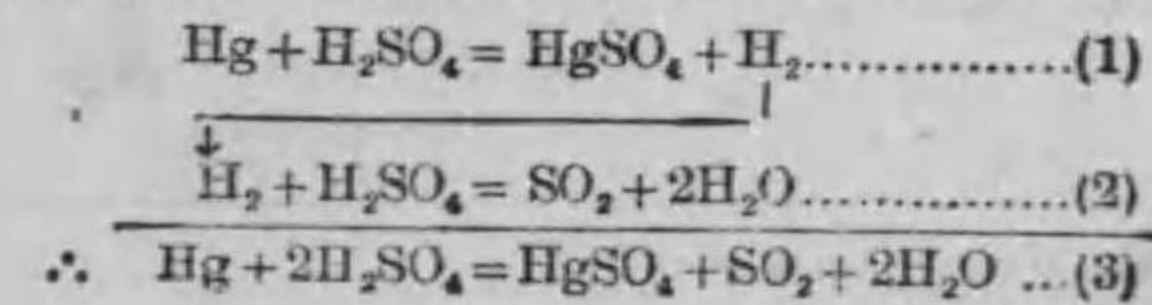 Hg + H₂SO₄ = HgSO₄ + H₂................(1)
H₂ + H₂SO₄ = SO₂ + 2H₂O................(2)
∴ Hg + 2H₂SO₄ = HgSO₄ + SO₂ + 2H₂O ...(3)